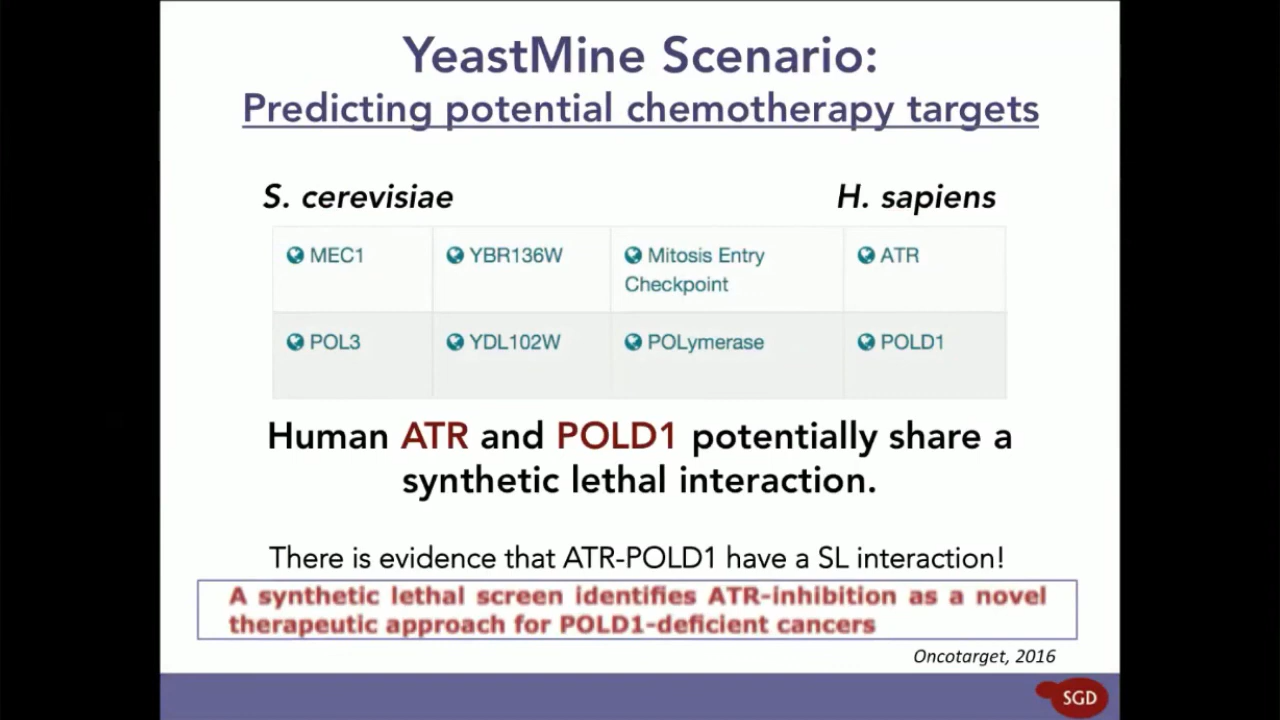 YeastMine Scenario:
Predicting potential chemotherapy targets
S. cerevisiae H. sapiens
MEC1 YBR136W Mitosis Entry Checkpoint ATR
POL3 YDL102W POLymerase POLD1
Human ATR and POLD1 potentially share a
synthetic lethal interaction.
There is evidence that ATR-POLD1 have a SL interaction!
A synthetic lethal screen identifies ATR-inhibition as a novel
therapeutic approach for POLD1-deficient cancers
Oncotarget, 2016
SGD